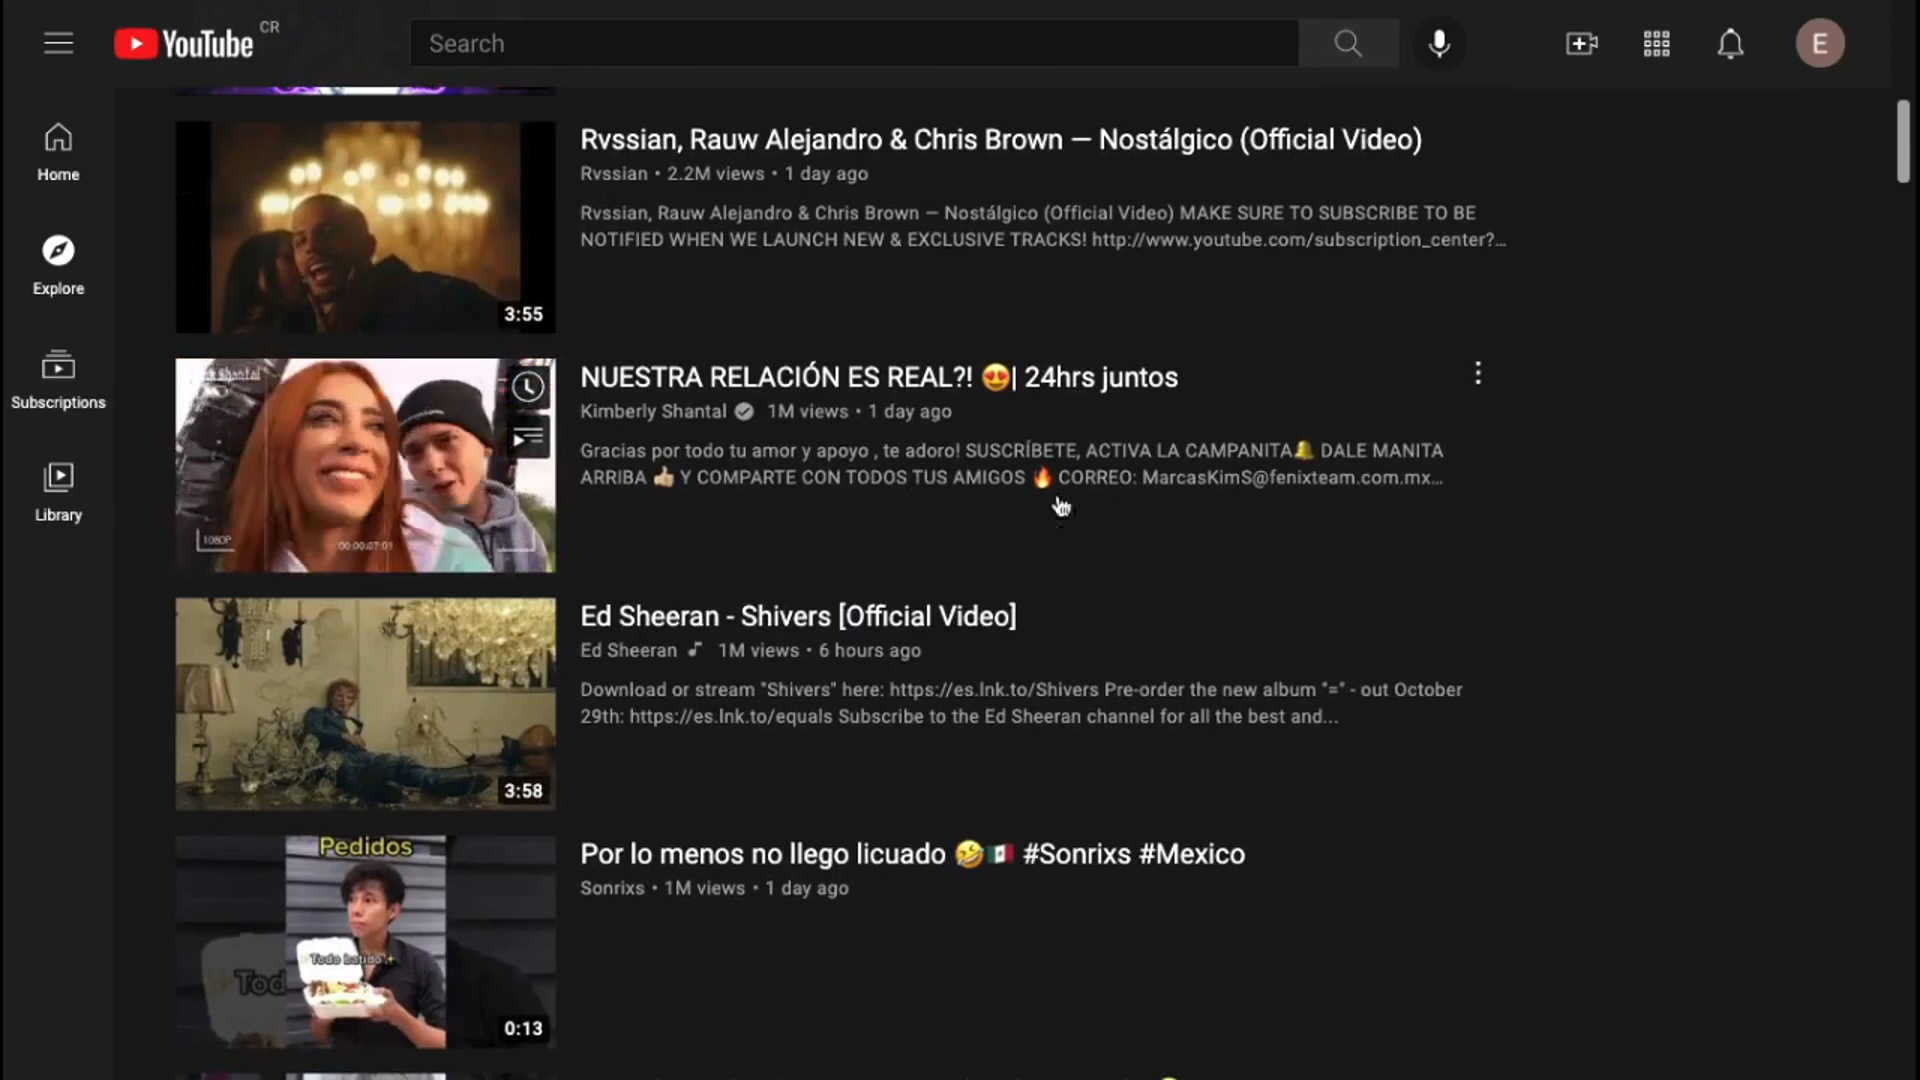 YouTube CR
Search
E
Home
Explore
Subscriptions
Library
3:55
Rvssian, Rauw Alejandro & Chris Brown — Nostálgico (Official Video)
Rvssian • 2.2M views • 1 day ago
Rvssian, Rauw Alejandro & Chris Brown — Nostálgico (Official Video) MAKE SURE TO SUBSCRIBE TO BE
NOTIFIED WHEN WE LAUNCH NEW & EXCLUSIVE TRACKS! http://www.youtube.com/subscription_center?...
Shantal
1080P
00:00:07:01
NUESTRA RELACIÓN ES REAL?! 😍| 24hrs juntos
Kimberly Shantal 1M views • 1 day ago
Gracias por todo tu amor y apoyo , te adoro! SUSCRÍBETE, ACTIVA LA CAMPANITA🔔 DALE MANITA
ARRIBA 👍🏼 Y COMPARTE CON TODOS TUS AMIGOS 🔥 CORREO: MarcasKimS@fenixteam.com.mx...
3:58
Ed Sheeran - Shivers [Official Video]
Ed Sheeran 1M views • 6 hours ago
Download or stream "Shivers" here: https://es.lnk.to/Shivers Pre-order the new album "=" - out October
29th: https://es.lnk.to/equals Subscribe to the Ed Sheeran channel for all the best and...
Pedidos
Todo batido✨
✨Tod
0:13
Por lo menos no llego licuado 🤣🇲🇽 #Sonrixs #Mexico
Sonrixs • 1M views • 1 day ago